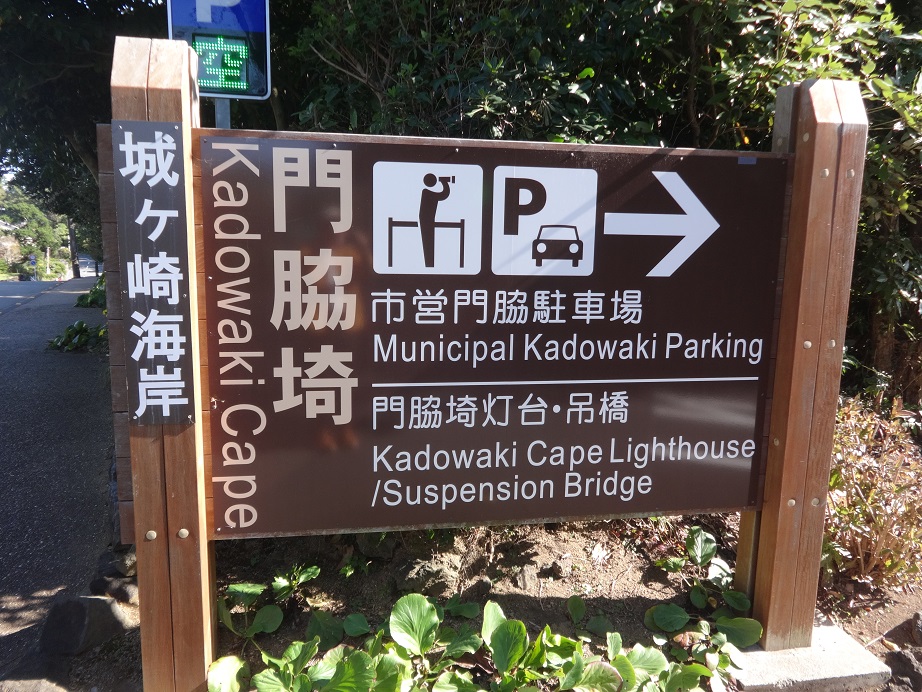 P
空
城ヶ崎海岸
門脇埼
Kadowaki Cape
P
市営門脇駐車場
Municipal Kadowaki Parking
門脇埼灯台・吊橋
Kadowaki Cape Lighthouse
/Suspension Bridge